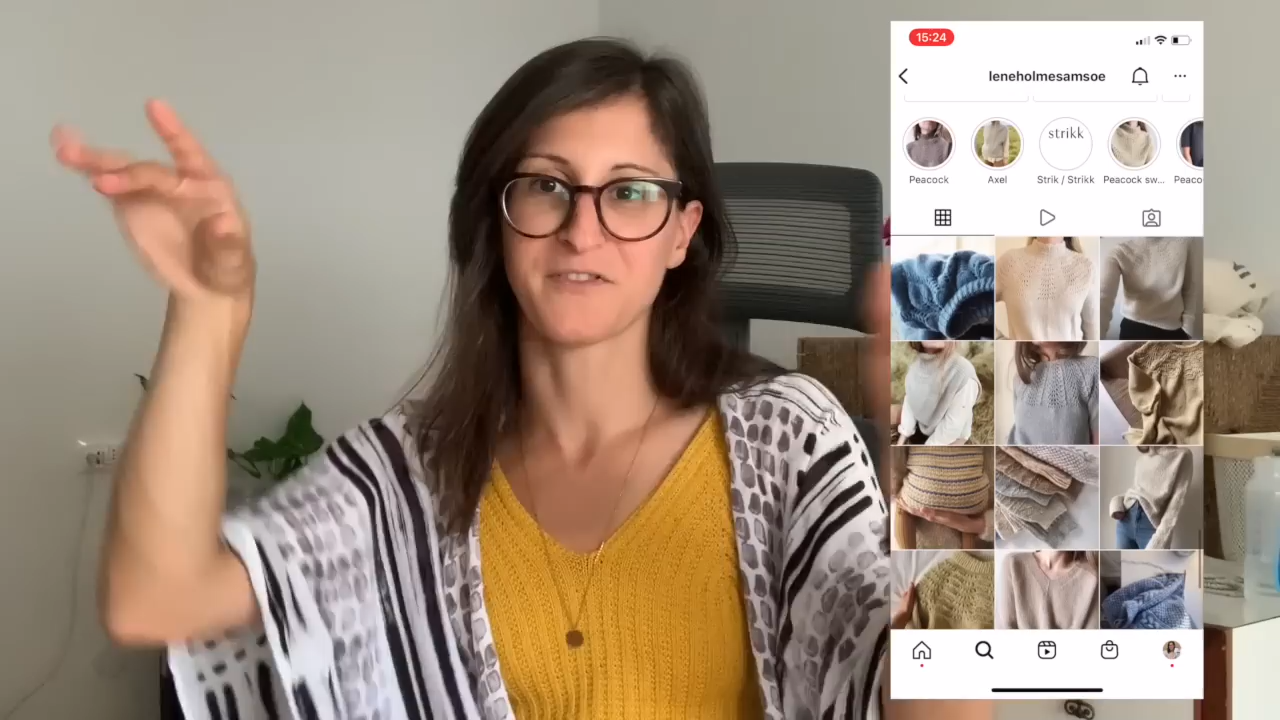 15:24
leneholmesamsoe
strikk
Peacock
Axel
Strik / Strikk
Peacock sw...
Peaco